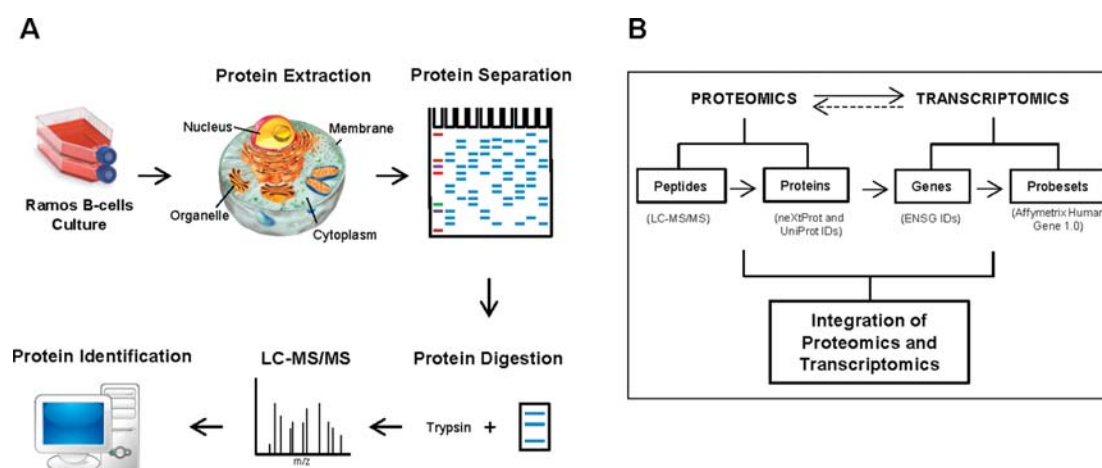 A
Protein Extraction
Protein Separation
Nucleus
Membrane
Organelle
Cytoplasm
Ramos B-cells
Culture
Protein Identification
LC-MS/MS
Protein Digestion
Trypsin +
m/z
B
PROTEOMICS
TRANSCRIPTOMICS
Peptides
Proteins
Genes
Probesets
(LC-MS/MS)
(neXtProt and
UniProt IDs)
(ENSG IDs)
(Affymetrix Human
Gene 1.0)
Integration of
Proteomics and
Transcriptomics